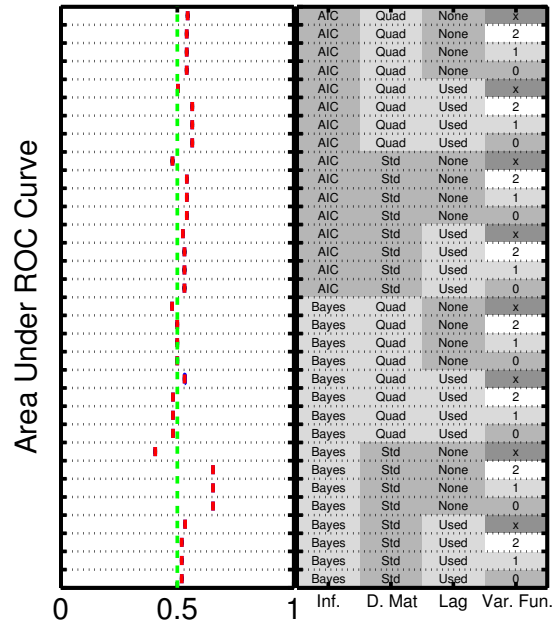 Area Under ROC Curve
AIC Quad None x
AIC Quad None 2
AIC Quad None 1
AIC Quad None 0
AIC Quad Used x
AIC Quad Used 2
AIC Quad Used 1
AIC Quad Used 0
AIC Std None x
AIC Std None 2
AIC Std None 1
AIC Std None 0
AIC Std Used x
AIC Std Used 2
AIC Std Used 1
AIC Std Used 0
Bayes Quad None x
Bayes Quad None 2
Bayes Quad None 1
Bayes Quad None 0
Bayes Quad Used x
Bayes Quad Used 2
Bayes Quad Used 1
Bayes Quad Used 0
Bayes Std None x
Bayes Std None 2
Bayes Std None 1
Bayes Std None 0
Bayes Std Used x
Bayes Std Used 2
Bayes Std Used 1
Bayes Std Used 0
0 0.5 1 Inf. D. Mat Lag Var. Fun.